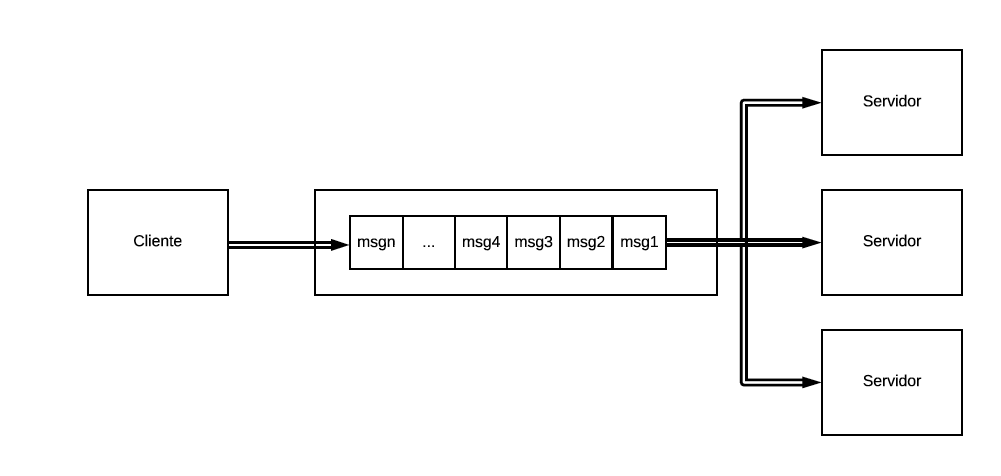 Servidor
Cliente
msgn ... msg4 msg3 msg2 msg1
Servidor
Servidor